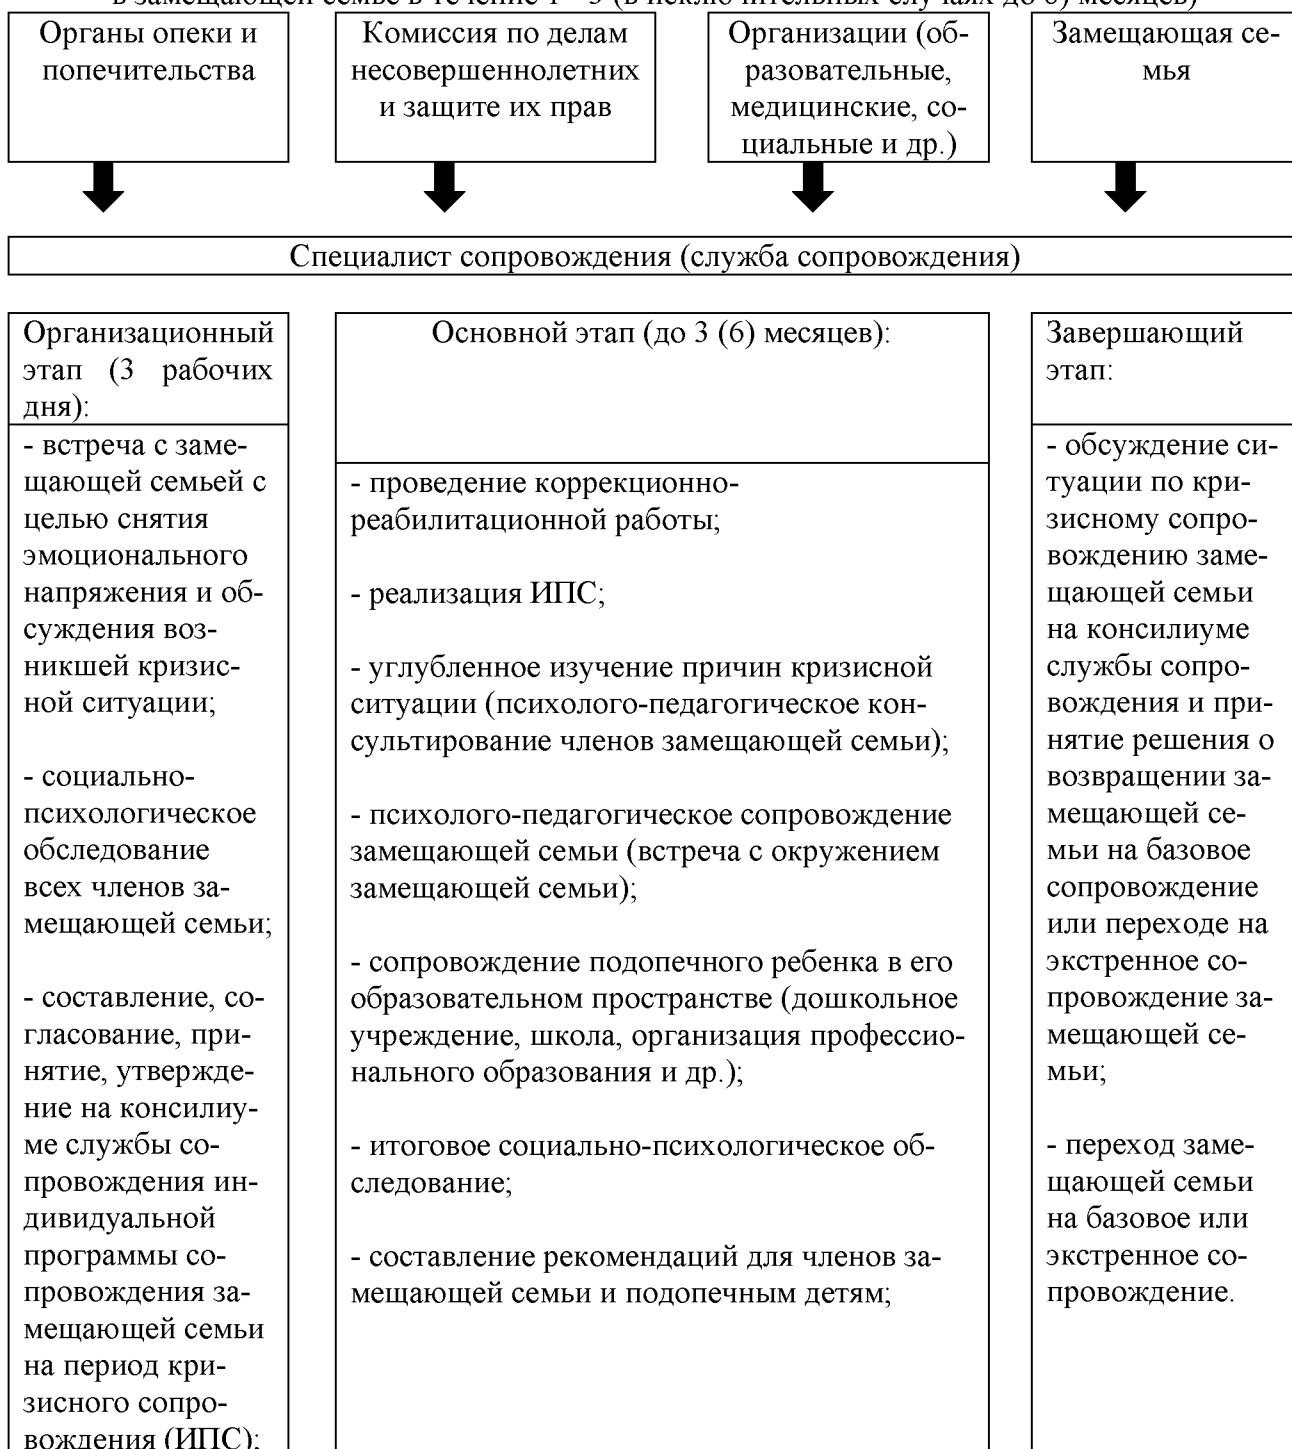 в замещающей семье в течение 1 - 3 (в исключительных случаях до 6) месяцев)
Органы опеки и
попечительства
Комиссия по делам
несовершеннолетних
и защите их прав
Организации (об-
разовательные,
медицинские, со-
циальные и др.)
Замещающая се-
мья
Специалист сопровождения (служба сопровождения)
Организационный
этап (3 рабочих
дня):
- встреча с заме-
щающей семьей с
целью снятия
эмоционального
напряжения и об-
суждения воз-
никшей кризис-
ной ситуации;
- социально-
психологическое
обследование
всех членов за-
мещающей семьи;
- составление, со-
гласование, при-
нятие, утвержде-
ние на консилиу-
ме службы со-
провождения ин-
дивидуальной
программы со-
провождения за-
мещающей семьи
на период кри-
зисного сопро-
вождения (ИПС);
Основной этап (до 3 (6) месяцев):
- проведение коррекционно-
реабилитационной работы;
- реализация ИПС;
- углубленное изучение причин кризисной
ситуации (психолого-педагогическое кон-
сультирование членов замещающей семьи);
- психолого-педагогическое сопровождение
замещающей семьи (встреча с окружением
замещающей семьи);
- сопровождение подопечного ребенка в его
образовательном пространстве (дошкольное
учреждение, школа, организация профессио-
нального образования и др.);
- итоговое социально-психологическое об-
следование;
- составление рекомендаций для членов за-
мещающей семьи и подопечным детям;
Завершающий
этап:
- обсуждение си-
туации по кри-
зисному сопро-
вождению заме-
щающей семьи
на консилиуме
службы сопро-
вождения и при-
нятие решения о
возвращении за-
мещающей се-
мьи на базовое
сопровождение
или переходе на
экстренное со-
провождение за-
мещающей се-
мьи;
- переход заме-
щающей семьи
на базовое или
экстренное со-
провождение.